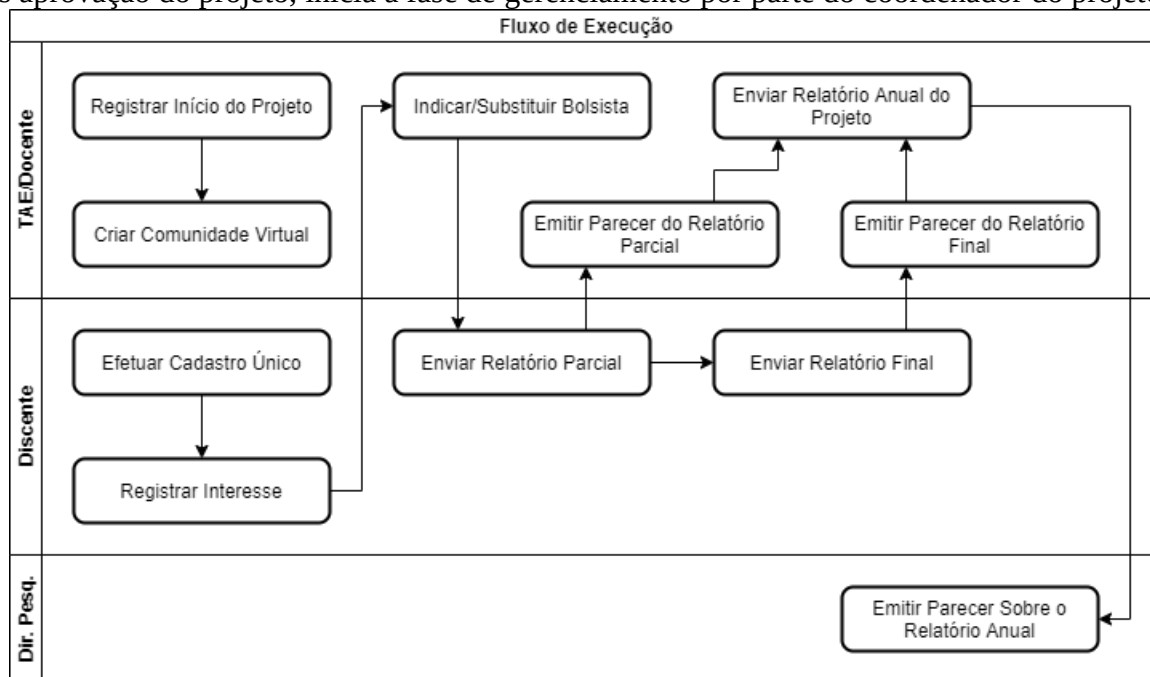 s aprovação do projeto, inicia a fase de gerenciamento por parte do coordenador do projeto
Fluxo de Execução
TAE/Docente
Registrar Início do Projeto
Indicar/Substituir Bolsista
Enviar Relatório Anual do
Projeto
Criar Comunidade Virtual
Emitir Parecer do Relatório
Parcial
Emitir Parecer do Relatório
Final
Discente
Efetuar Cadastro Único
Enviar Relatório Parcial
Enviar Relatório Final
Registrar Interesse
Dir. Pesq.
Emitir Parecer Sobre o
Relatório Anual